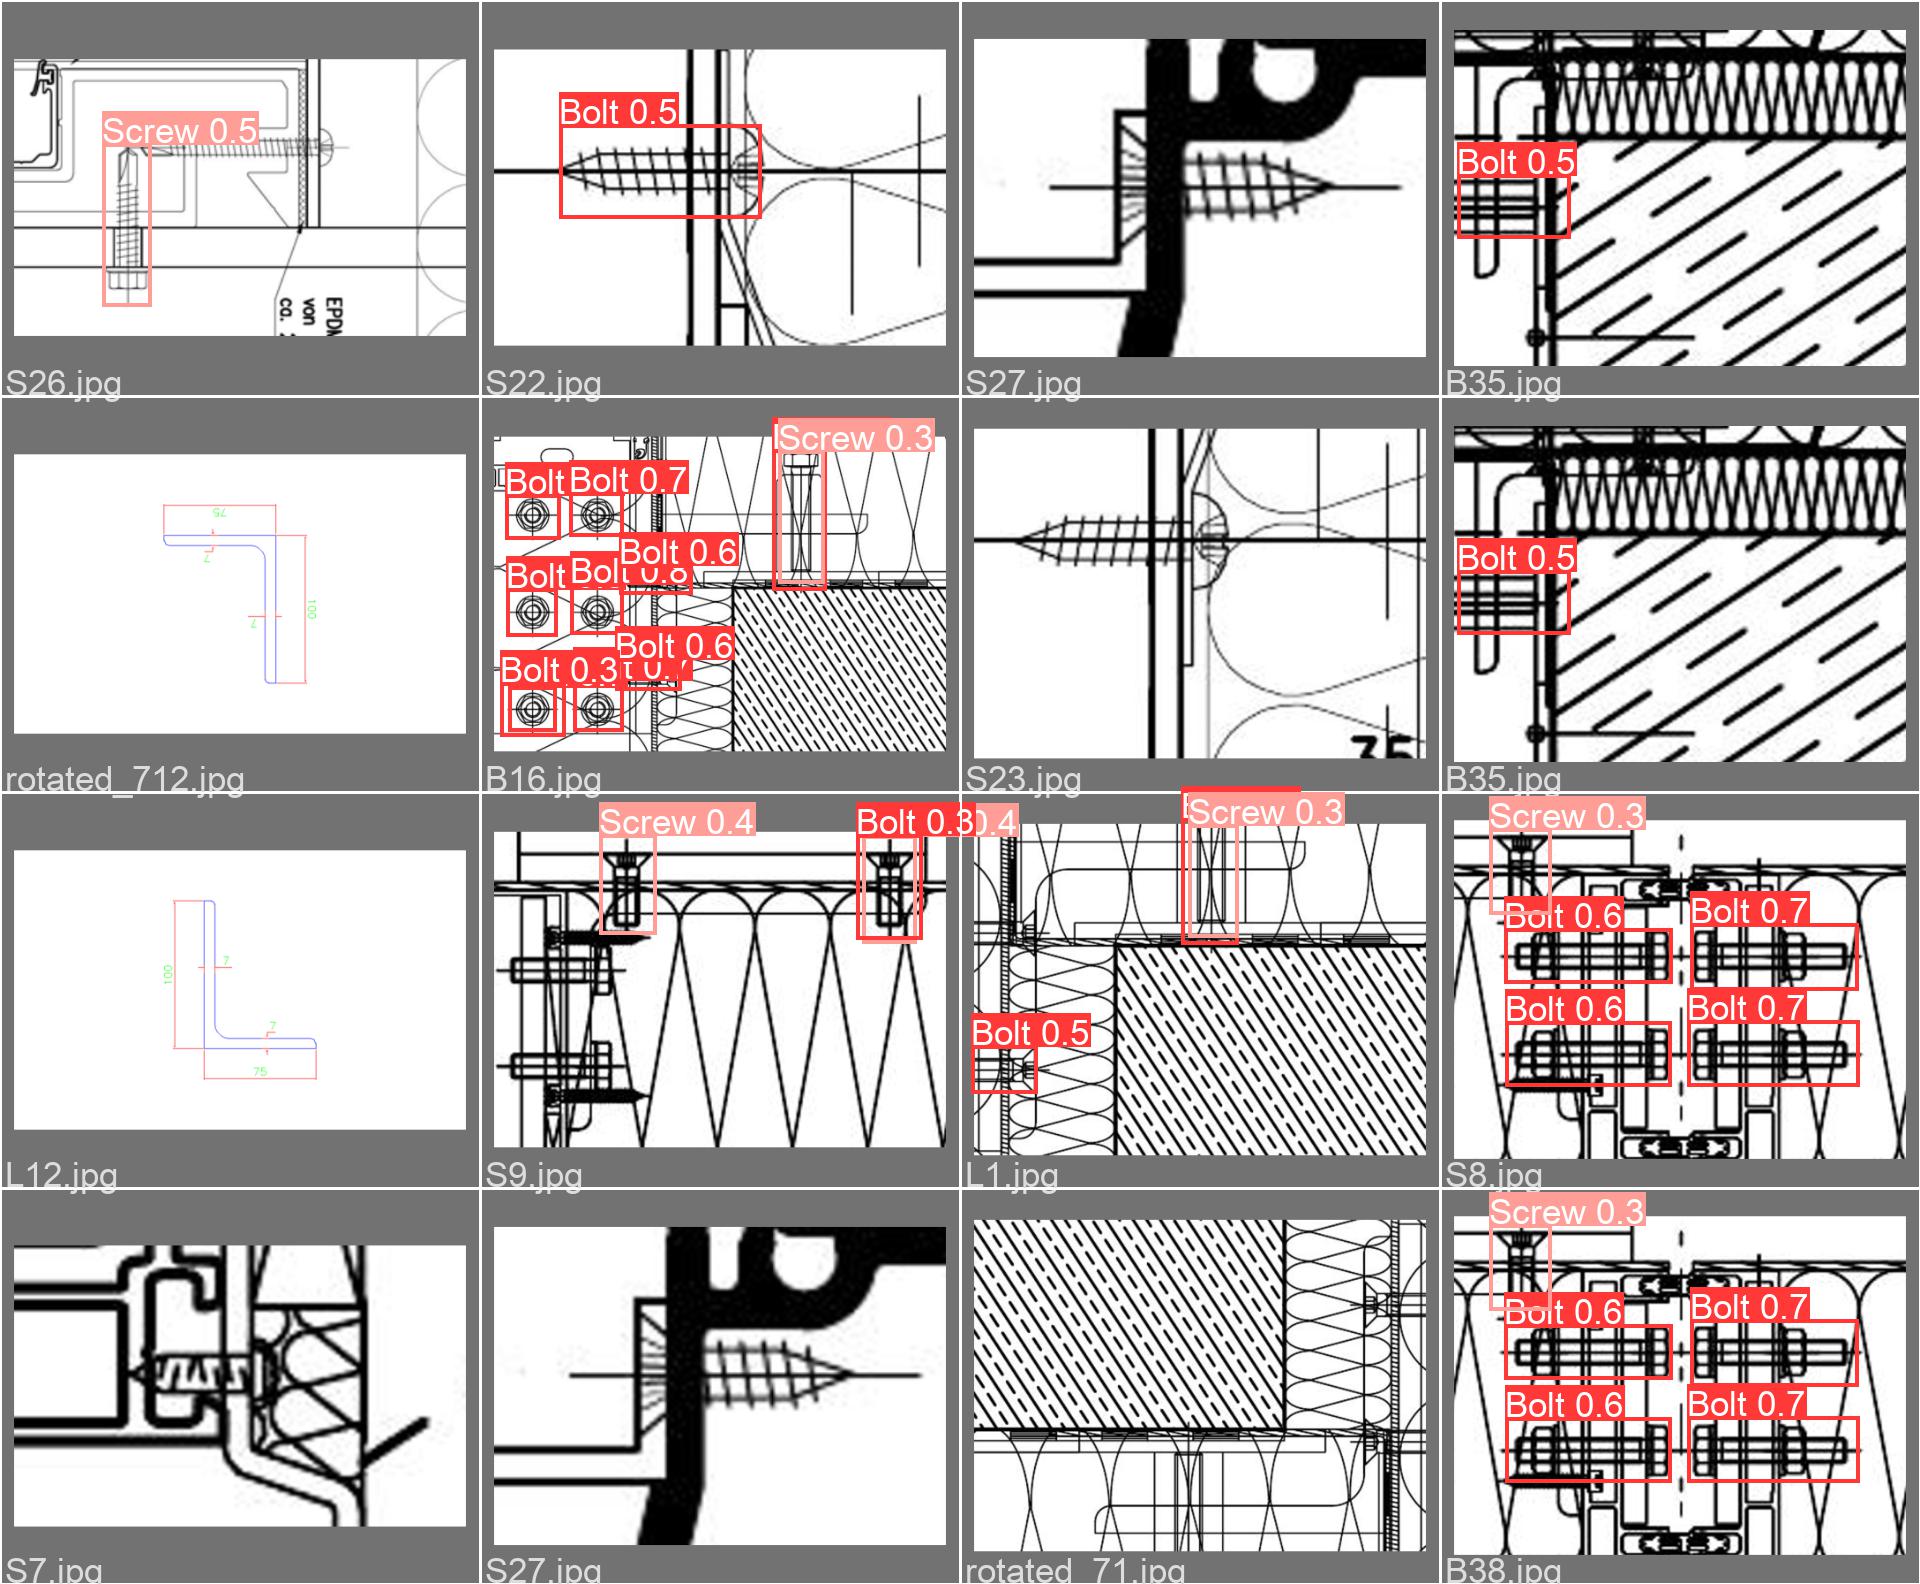 Screw 0.5
EPDM
von
ca.
S26.jpg
Bolt 0.5
S22.jpg
S27.jpg
Bolt 0.5
B35.jpg
75
7
100
7
rotated_712.jpg
Screw 0.3
Bolt
Bolt 0.7
Bolt 0.6
Bolt
Bolt 0.8
Bolt 0.6
Bolt 0.3
t 0.7
B16.jpg
35
S23.jpg
Bolt 0.5
B35.jpg
100
7
7
75
L12.jpg
Screw 0.4
Bolt 0.3
0.4
S9.jpg
Screw 0.3
Bolt 0.5
L1.jpg
Screw 0.3
Bolt 0.6
Bolt 0.7
Bolt 0.6
Bolt 0.7
S8.jpg
S7.jpg
S27.jpg
rotated_71.jpg
Screw 0.3
Bolt 0.6
Bolt 0.7
Bolt 0.6
Bolt 0.7
B38.jpg